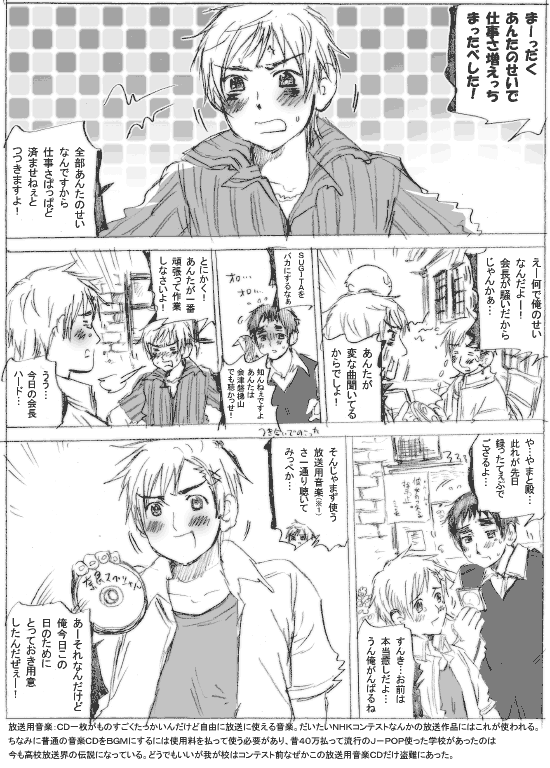 まーったく
あんたのせいで
仕事さ増えっち
まったべした！
全部あんたのせい
なんですから
仕事さぱっぱど
済ませねぇと
つつきますよ！
えー何で俺のせい
なんだよー！
会長が騒いだから
じゃんかぁ…
あんたが
変な曲聞いてる
からでしょ！
SUGITAを
バカにするなぁ
知んねぇですよ
あんたは
会津磐梯山
でも聴かっせ！
とにかく！
あんたが一番
頑張って作業
しなさいよ！
うう…
今日の会長
ハード…
や…やまと殿…
此れが先日
録ったてぇぷで
ござるよ…
すんき…お前は
本当癒しだよ…
うん俺がんばるね
そんじゃまず使う
放送用音楽(※1)
さ一通り聴いて
みっぺか…
あーそれなんだけど
俺今日この
日のために
とっておき用意
したんだぜぇー！
放送用音楽：CD一枚がものすごくたっかいんだけど自由に放送に使える音楽。だいたいNHKコンテストなんかの放送作品にはこれが使われる。
ちなみに普通の音楽CDをBGMにするには使用料を払って使う必要があり、昔40万払って流行のJ－POP使った学校があったのは
今も高校放送界の伝説になっている。どうでもいいが我が校はコンテスト前なぜかこの放送用音楽CDだけ盗難にあった。